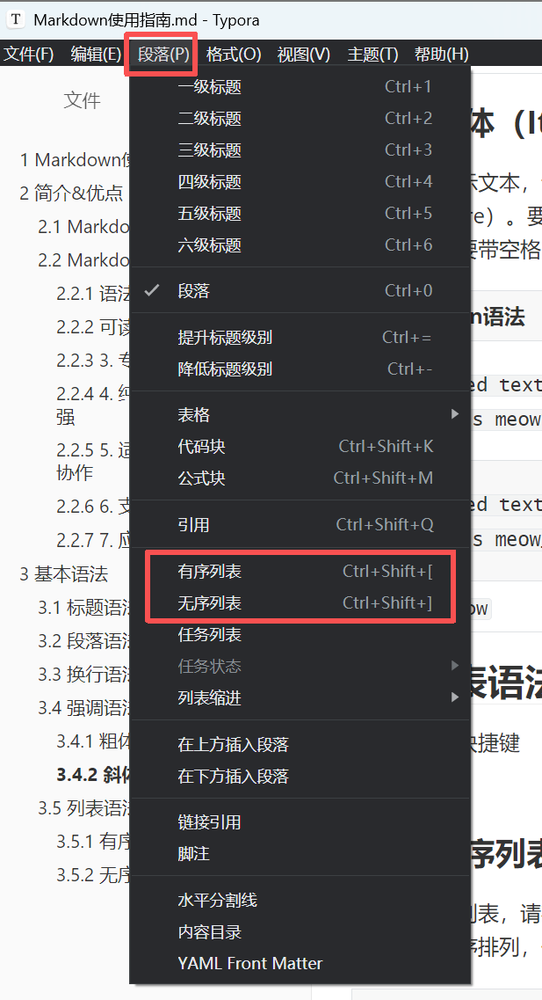 T Markdown使用指南.md - Typora
文件(F) 编辑(E) 段落(P) 格式(O) 视图(V) 主题(T) 帮助(H)
文件
1 Markdown使
2 简介&优点
2.1 Markdo
2.2 Markdo
2.2.1 语法
2.2.2 可读
2.2.3 3. 专
2.2.4 4. 纯
强
2.2.5 5. 适
协作
2.2.6 6. 支
2.2.7 7. 应
3 基本语法
3.1 标题语法
3.2 段落语法
3.3 换行语法
3.4 强调语法
3.4.1 粗体
3.4.2 斜体
3.5 列表语法
3.5.1 有序
3.5.2 无序
一级标题 Ctrl+1
二级标题 Ctrl+2
三级标题 Ctrl+3
四级标题 Ctrl+4
五级标题 Ctrl+5
六级标题 Ctrl+6
段落 Ctrl+0
提升标题级别 Ctrl+=
降低标题级别 Ctrl+-
表格
代码块 Ctrl+Shift+K
公式块 Ctrl+Shift+M
引用 Ctrl+Shift+Q
有序列表 Ctrl+Shift+[
无序列表 Ctrl+Shift+]
任务列表
任务状态
列表缩进
在上方插入段落
在下方插入段落
链接引用
脚注
水平分割线
内容目录
YAML Front Matter
体（It
示文本，
re）。要
要带空格
n语法
ed text
s meow
ed text
s meow
ow
表语法
快捷键
序列表
列表，请
序排列，